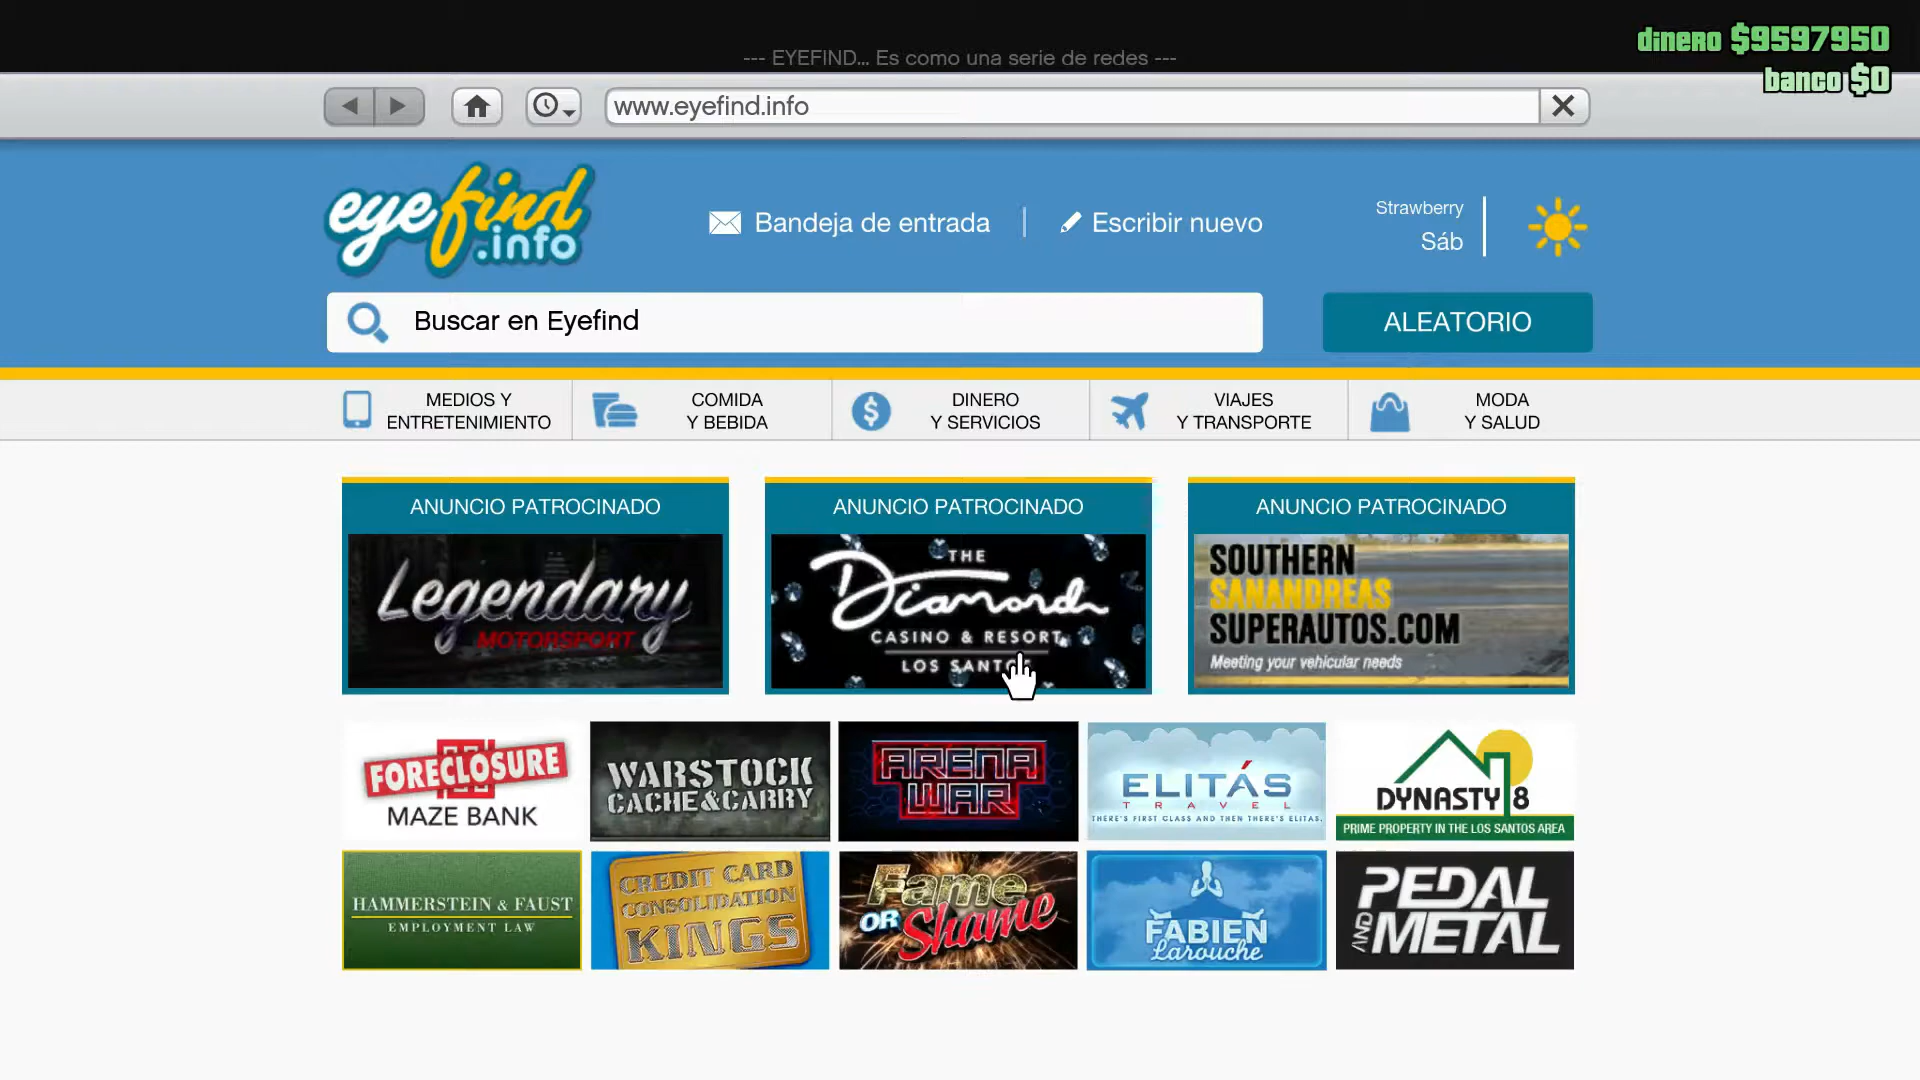 dinero $9597950
banco $0
--- EYEFIND... Es como una serie de redes ---
www.eyefind.info
eyefind.info
Bandeja de entrada
Escribir nuevo
Strawberry
Sáb
Buscar en Eyefind
ALEATORIO
MEDIOS Y
ENTRETENIMIENTO
COMIDA
Y BEBIDA
DINERO
Y SERVICIOS
VIAJES
Y TRANSPORTE
MODA
Y SALUD
ANUNCIO PATROCINADO
Legendary
MOTORSPORT
ANUNCIO PATROCINADO
THE
Diamond
CASINO & RESORT
LOS SANTOS
ANUNCIO PATROCINADO
SOUTHERN
SANANDREAS
SUPERAUTOS.COM
Meeting your vehicular needs
FORECLOSURE
MAZE BANK
WARSTOCK
CACHE&CARRY
ARENA
WAR
ELITÁS
TRAVEL
THERE'S FIRST CLASS AND THEN THERE'S ELITAS.
DYNASTY 8
PRIME PROPERTY IN THE LOS SANTOS AREA
HAMMERSTEIN & FAUST
EMPLOYMENT LAW
CREDIT CARD
CONSOLIDATION
KINGS
Fame
OR Shame
FABIEN
Larouche
PEDAL
AND METAL